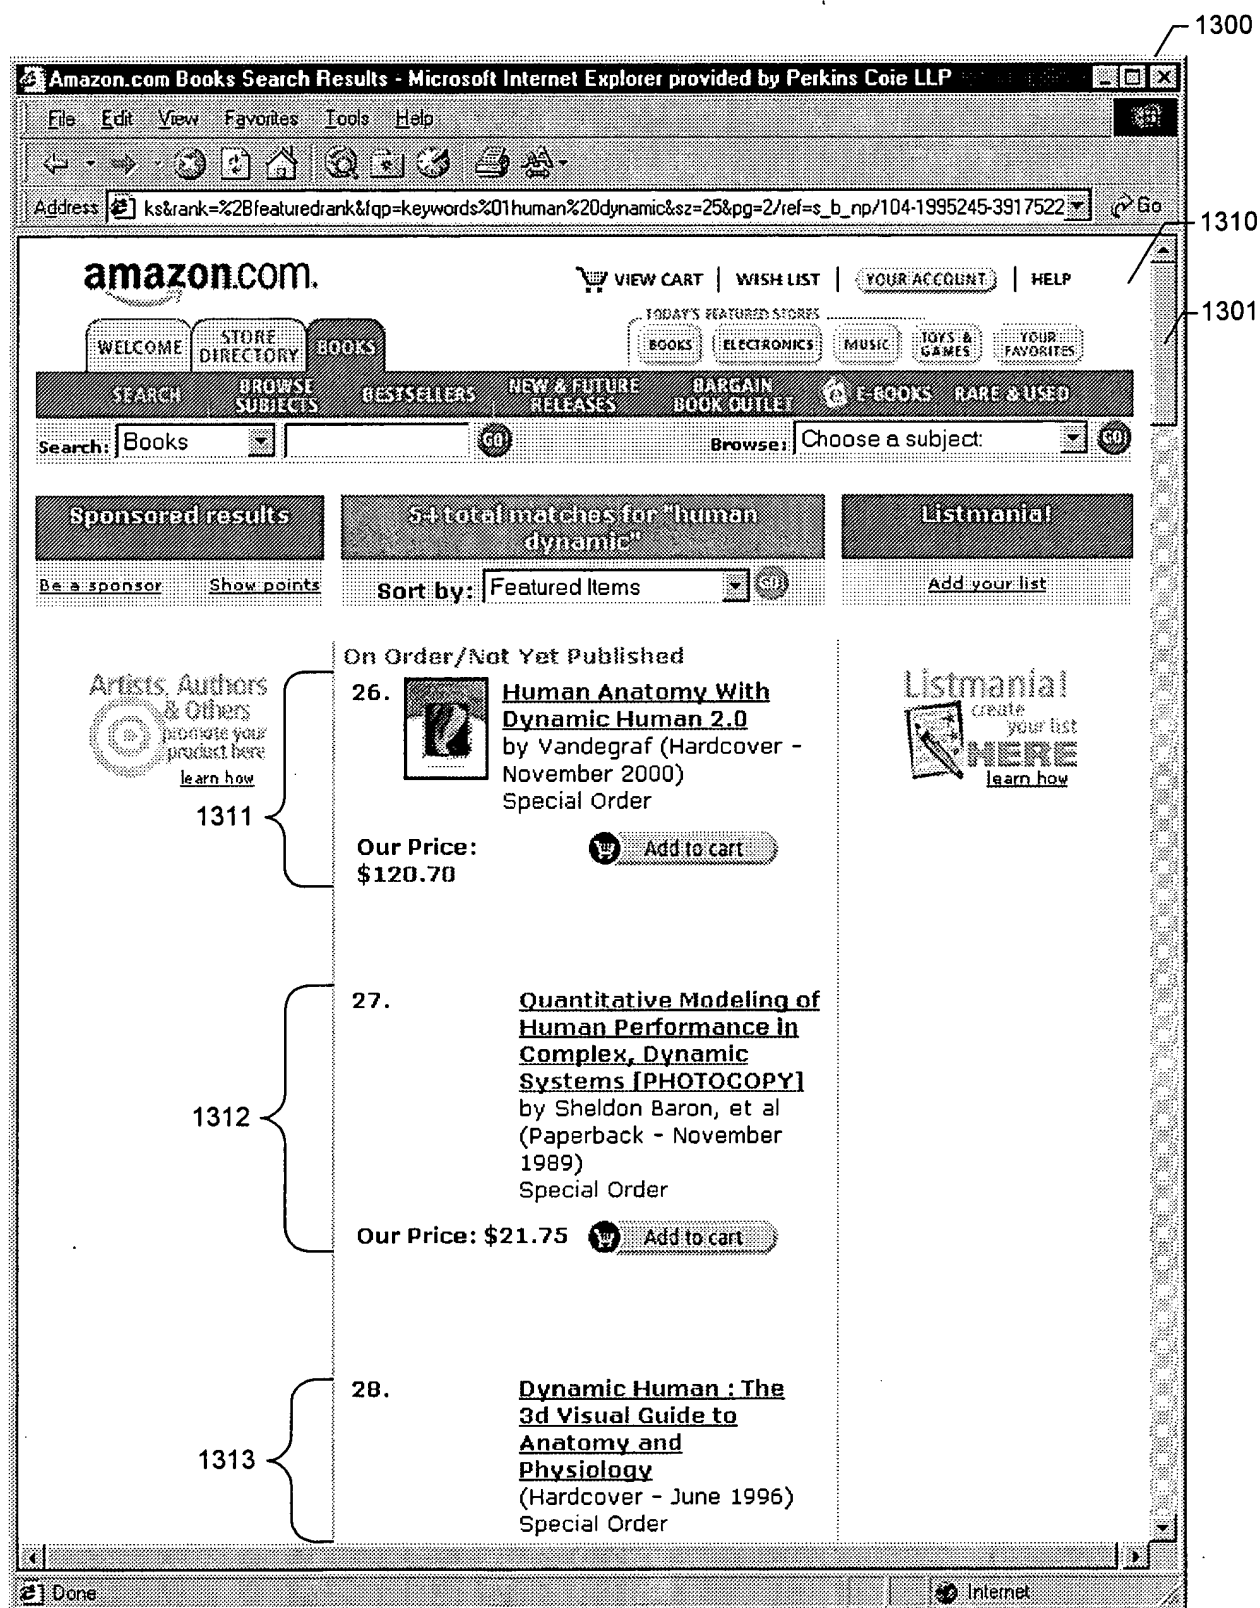 1300
Amazon.com Books Search Results - Microsoft Internet Explorer provided by Perkins Coie LLP
File Edit View Favorites Tools Help
Address ks&rank=%2Bfeaturedrank&fqp=keywords%01human%20dynamic&sz=25&pg=2/ref=s_b_np/104-1995245-3917522 Go
1310
amazon.com.
VIEW CART | WISH LIST | YOUR ACCOUNT | HELP
1301
TODAY'S FEATURED STORES
WELCOME STORE DIRECTORY BOOKS
BOOKS ELECTRONICS MUSIC TOYS & GAMES YOUR FAVORITES
SEARCH BROWSE SUBJECTS BESTSELLERS NEW & FUTURE RELEASES BARGAIN BOOK OUTLET E-BOOKS RARE & USED
Search: Books GO! Browse: Choose a subject: GO!
Sponsored results
5+ total matches for "human dynamic"
Listmania!
Be a sponsor Show points
Sort by: Featured Items GO!
Add your list
On Order/Not Yet Published
Artists, Authors
& Others
promote your
product here
learn how
1311
26. Human Anatomy With
Dynamic Human 2.0
by Vandegraf (Hardcover -
November 2000)
Special Order
Our Price:
$120.70
Add to cart
Listmania!
create
your list
HERE
learn how
1312
27. Quantitative Modeling of
Human Performance in
Complex, Dynamic
Systems [PHOTOCOPY]
by Sheldon Baron, et al
(Paperback - November
1989)
Special Order
Our Price: $21.75 Add to cart
1313
28. Dynamic Human : The
3d Visual Guide to
Anatomy and
Physiology
(Hardcover - June 1996)
Special Order
Done Internet